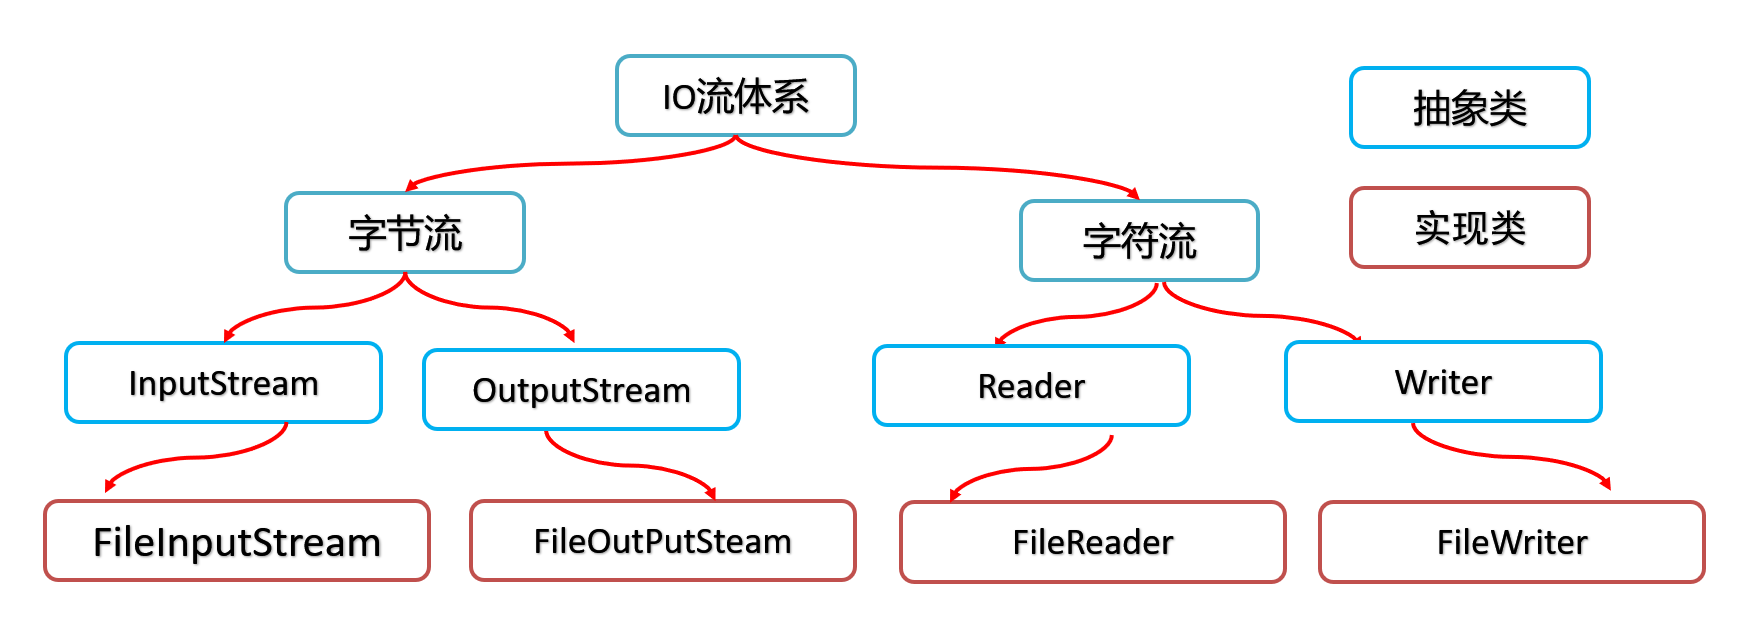 IO流体系
抽象类
实现类
字节流
字符流
InputStream
OutputStream
Reader
Writer
FileInputStream
FileOutPutSteam
FileReader
FileWriter